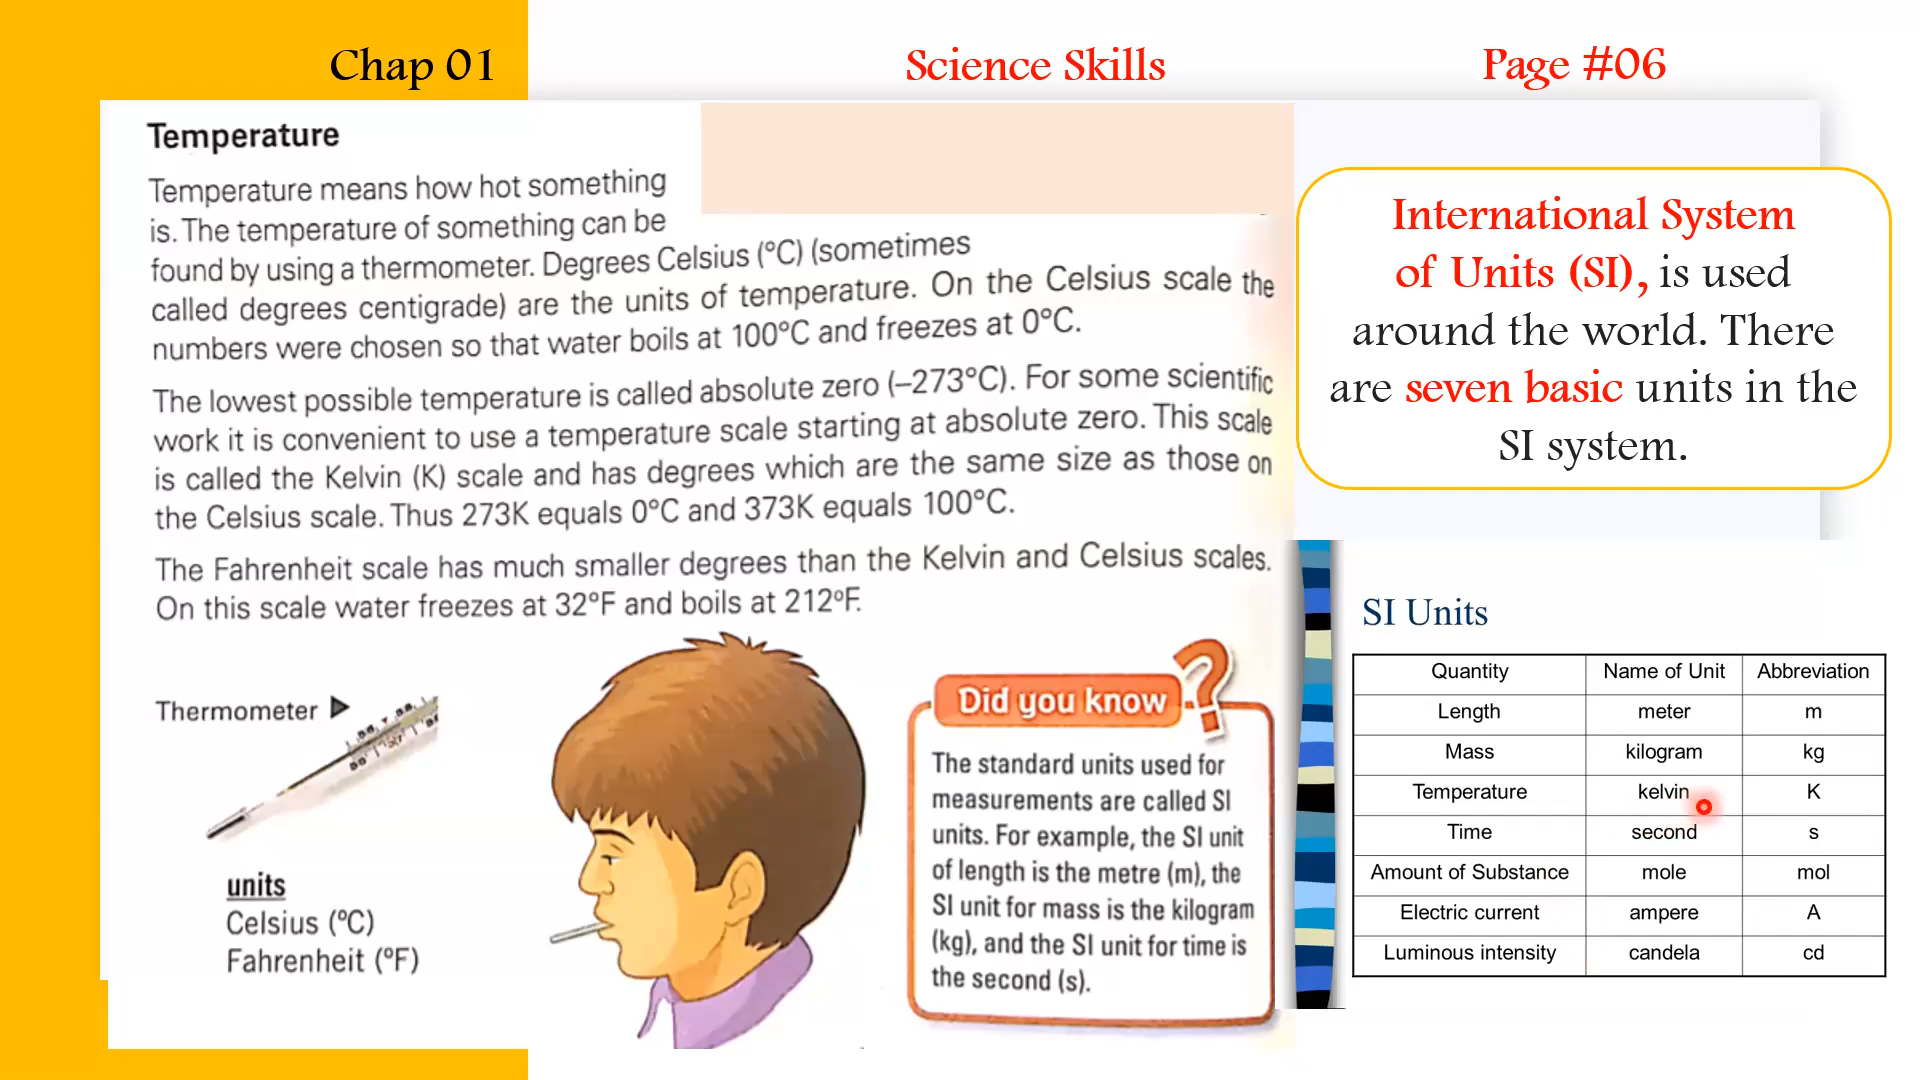 Chap 01
Science Skills
Page #06
Temperature
Temperature means how hot something
is. The temperature of something can be
found by using a thermometer. Degrees Celsius (°C) (sometimes
called degrees centigrade) are the units of temperature. On the Celsius scale the
numbers were chosen so that water boils at 100°C and freezes at 0°C.
The lowest possible temperature is called absolute zero (–273°C). For some scientific
work it is convenient to use a temperature scale starting at absolute zero. This scale
is called the Kelvin (K) scale and has degrees which are the same size as those on
the Celsius scale. Thus 273K equals 0°C and 373K equals 100°C.
The Fahrenheit scale has much smaller degrees than the Kelvin and Celsius scales.
On this scale water freezes at 32°F and boils at 212°F.
Thermometer
units
Celsius (°C)
Fahrenheit (°F)
Did you know ?
The standard units used for
measurements are called SI
units. For example, the SI unit
of length is the metre (m), the
SI unit for mass is the kilogram
(kg), and the SI unit for time is
the second (s).
International System
of Units (SI), is used
around the world. There
are seven basic units in the
SI system.
SI Units
Quantity Name of Unit Abbreviation
Length meter m
Mass kilogram kg
Temperature kelvin K
Time second s
Amount of Substance mole mol
Electric current ampere A
Luminous intensity candela cd